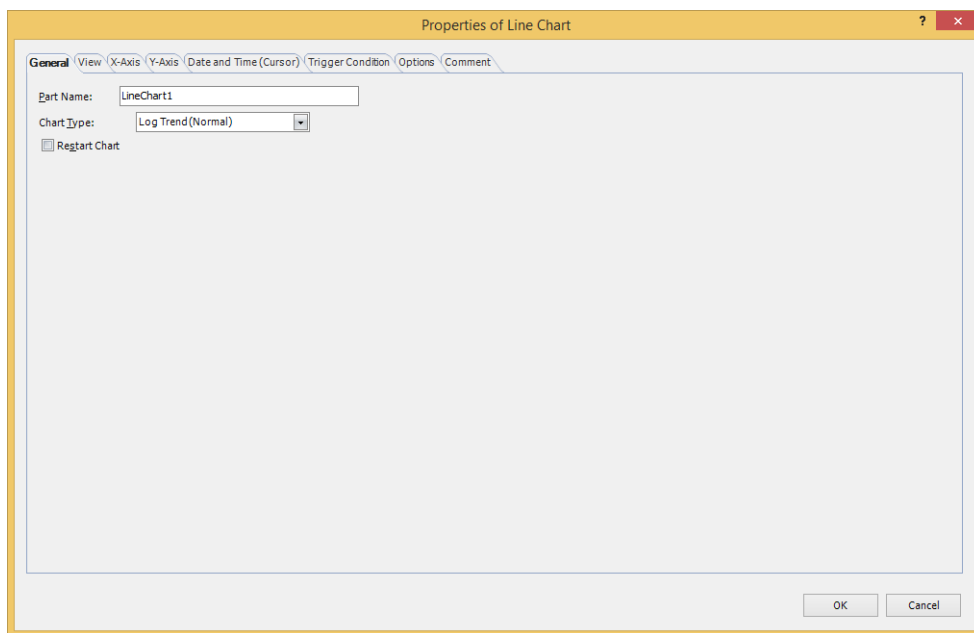 Properties of Line Chart ?
General View X-Axis Y-Axis Date and Time (Cursor) Trigger Condition Options Comment
Part Name: LineChart1
Chart Type: Log Trend (Normal)
Restart Chart
OK Cancel